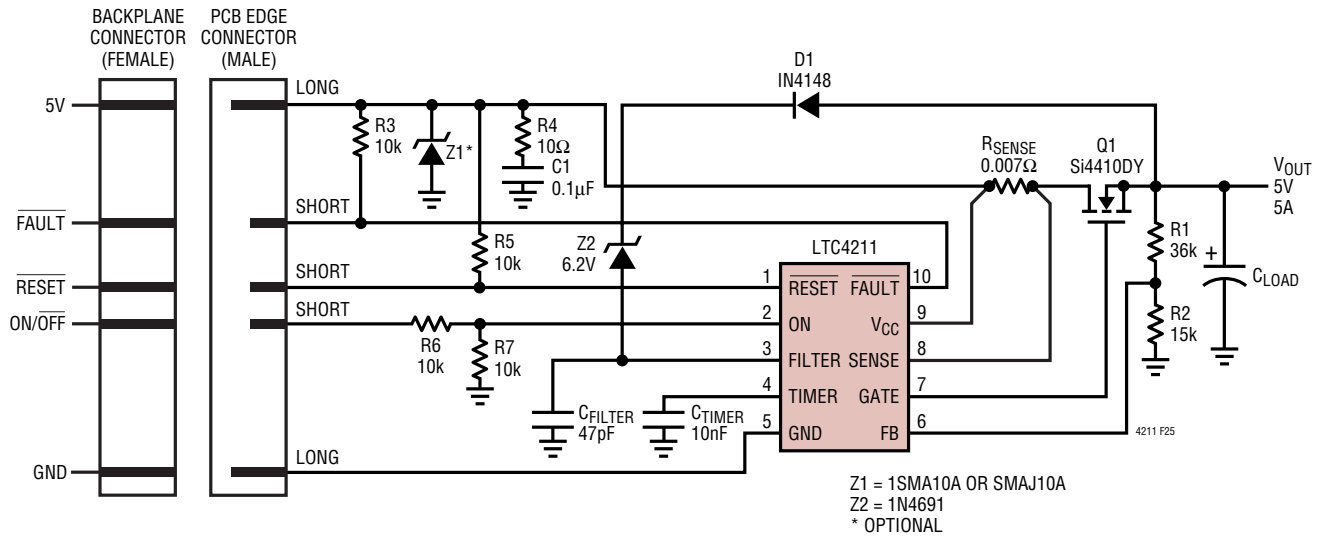 BACKPLANE
CONNECTOR
(FEMALE)
PCB EDGE
CONNECTOR
(MALE)
LONG
5V
R3
10k
Z1*
R4
10Ω
C1
0.1µF
D1
IN4148
RSENSE
0.007Ω
Q1
Si4410DY
VOUT
5V
5A
SHORT
FAULT
R5
10k
Z2
6.2V
LTC4211
R1
36k
+
CLOAD
R2
15k
SHORT
RESET
SHORT
ON/OFF
R6
10k
R7
10k
1
RESET
FAULT
10
2
ON
VCC
9
3
FILTER
SENSE
8
4
TIMER
GATE
7
5
GND
FB
6
CFILTER
47pF
CTIMER
10nF
4211 F25
LONG
GND
Z1 = 1SMA10A OR SMAJ10A
Z2 = 1N4691
* OPTIONAL